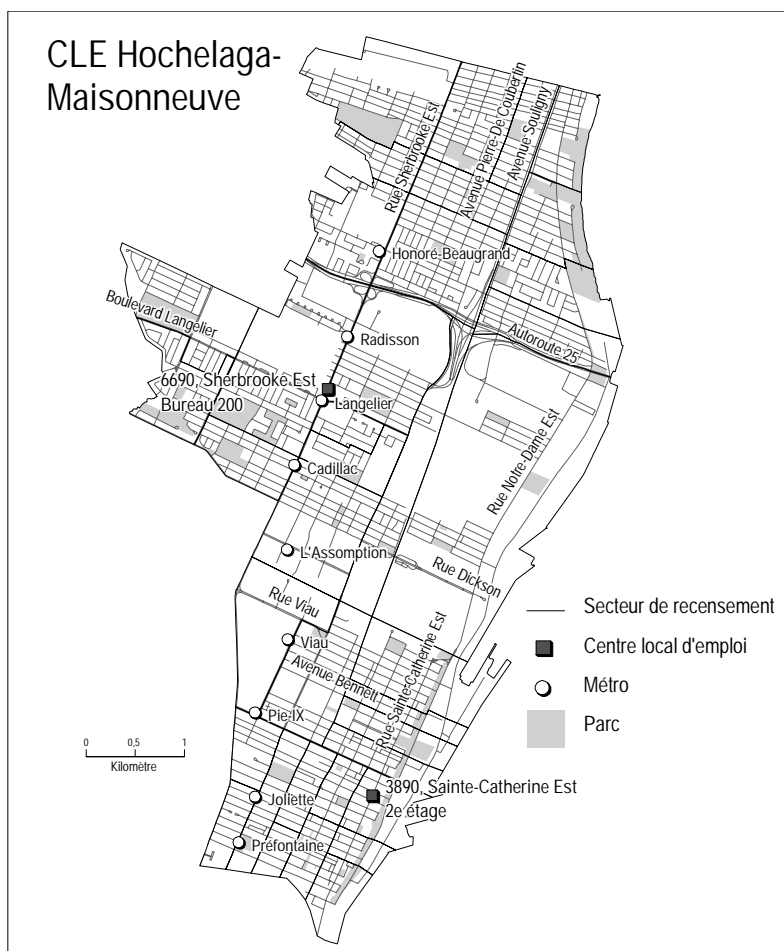 CLE Hochelaga-
Maisonneuve
Rue Sherbrooke Est
Avenue Pierre-De Coubertin
Avenue Souligny
Honoré-Beaugrand
Boulevard Langelier
Radisson
Autoroute 25
6690, Sherbrooke Est
Bureau 200
Langelier
Rue Notre-Dame Est
Cadillac
L'Assomption
Rue Dickson
Rue Viau
Secteur de recensement
Viau
Centre local d'emploi
Avenue Bennett
Rue-Sainte-Catherine Est
Métro
Pie-IX
Parc
0 0,5 1
Kilomètre
3890, Sainte-Catherine Est
2e étage
Joliette
Préfontaine